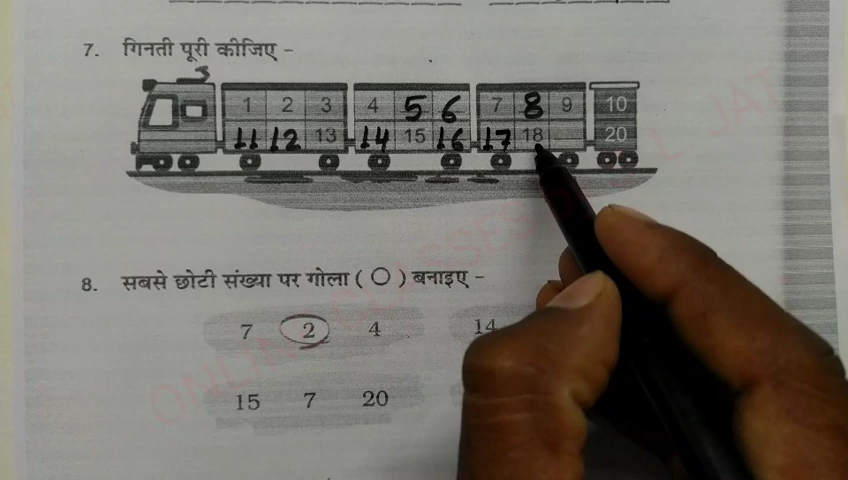 7. गिनती पूरी कीजिए -
1 2 3 4 5 6 7 8 9 10
11 12 13 14 15 16 17 18 20
8. सबसे छोटी संख्या पर गोला ( O ) बनाइए -
7 2 4 14
15 7 20